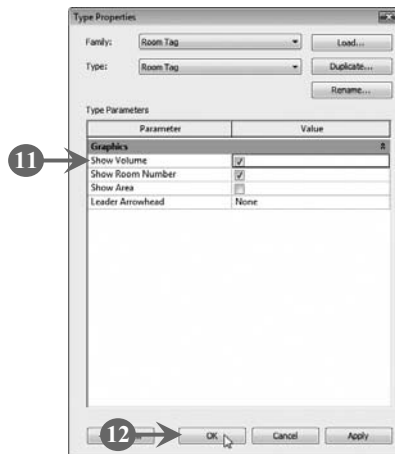 Type Properties
Family: Room Tag Load...
Type: Room Tag Duplicate...
Rename...
Type Parameters
Parameter Value
Graphics
11 Show Volume
Show Room Number
Show Area
Leader Arrowhead None
12 OK Cancel Apply